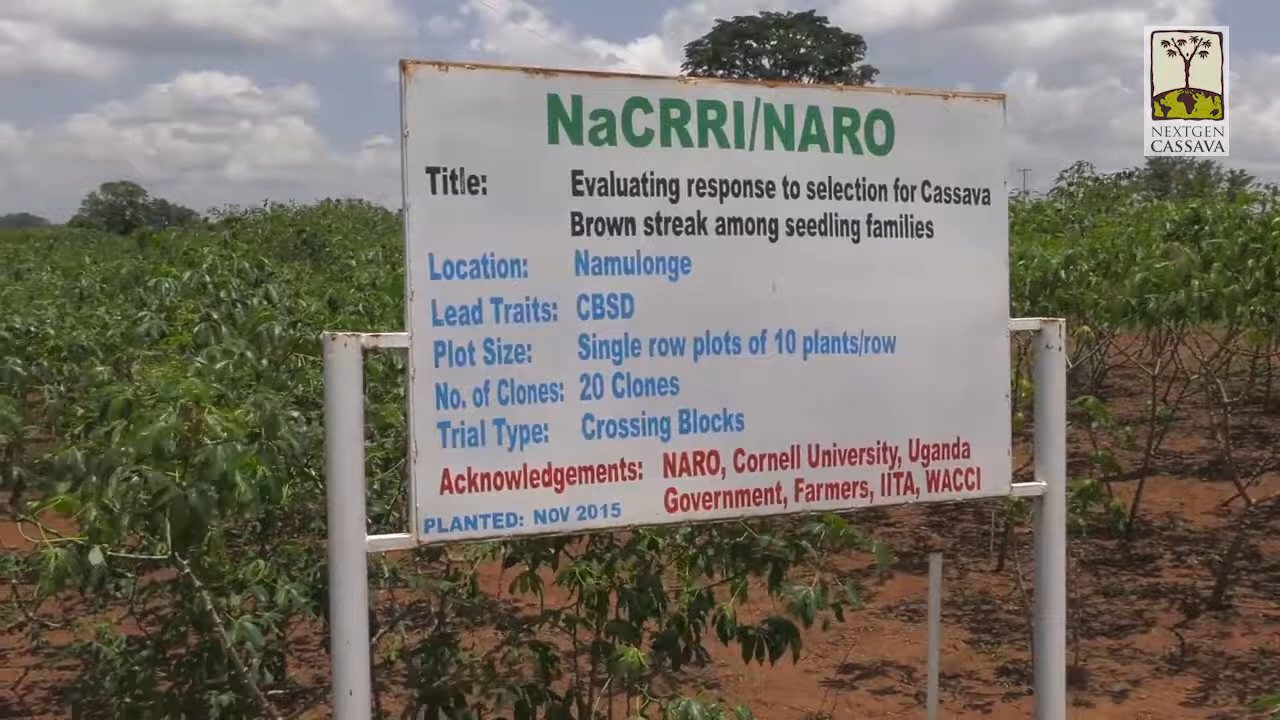 NEXTGEN
CASSAVA
NaCRRI/NARO
Title: Evaluating response to selection for Cassava
Brown streak among seedling families
Location: Namulonge
Lead Traits: CBSD
Plot Size: Single row plots of 10 plants/row
No. of Clones: 20 Clones
Trial Type: Crossing Blocks
Acknowledgements: NARO, Cornell University, Uganda
Government, Farmers, IITA, WACCI
PLANTED: NOV 2015